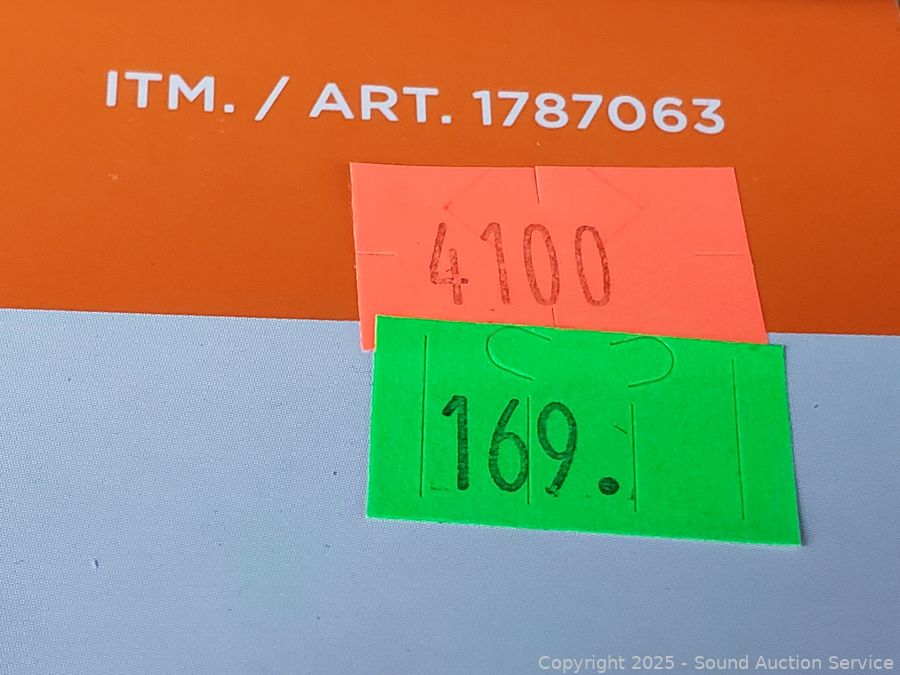 ITM. / ART. 1787063
4100
169.
Copyright 2025 - Sound Auction Service